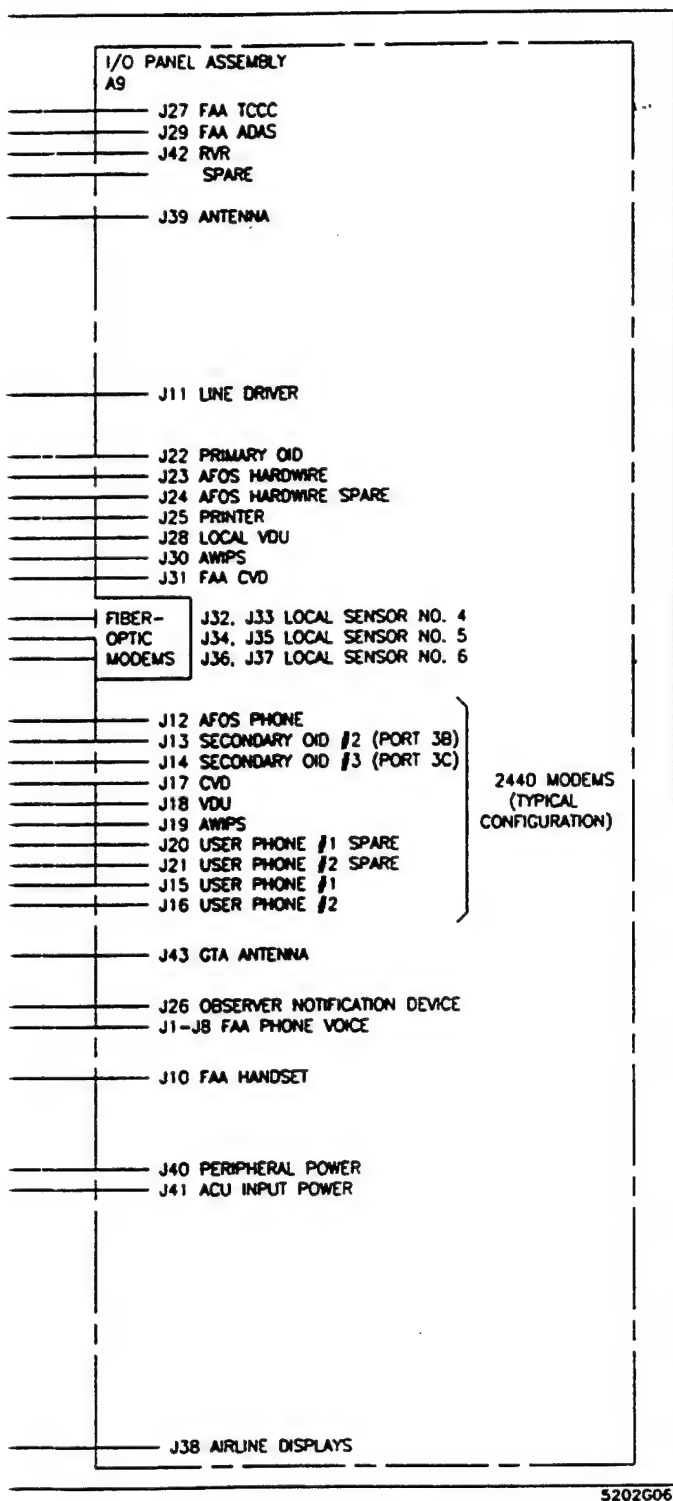 I/O PANEL ASSEMBLY
A9
J27 FAA TCCC
J29 FAA ADAS
J42 RVR
SPARE
J39 ANTENNA
J11 LINE DRIVER
J22 PRIMARY OID
J23 AFOS HARDWIRE
J24 AFOS HARDWIRE SPARE
J25 PRINTER
J28 LOCAL VDU
J30 AWIPS
J31 FAA CVD
FIBER- J32, J33 LOCAL SENSOR NO. 4
OPTIC J34, J35 LOCAL SENSOR NO. 5
MODEMS J36, J37 LOCAL SENSOR NO. 6
J12 AFOS PHONE
J13 SECONDARY OID #2 (PORT 3B)
J14 SECONDARY OID #3 (PORT 3C)
J17 CVD
J18 VDU
J19 AWIPS
J20 USER PHONE #1 SPARE
J21 USER PHONE #2 SPARE
J15 USER PHONE #1
J16 USER PHONE #2
2440 MODEMS
(TYPICAL
CONFIGURATION)
J43 GTA ANTENNA
J26 OBSERVER NOTIFICATION DEVICE
J1-J8 FAA PHONE VOICE
J10 FAA HANDSET
J40 PERIPHERAL POWER
J41 ACU INPUT POWER
J38 AIRLINE DISPLAYS
5202G06